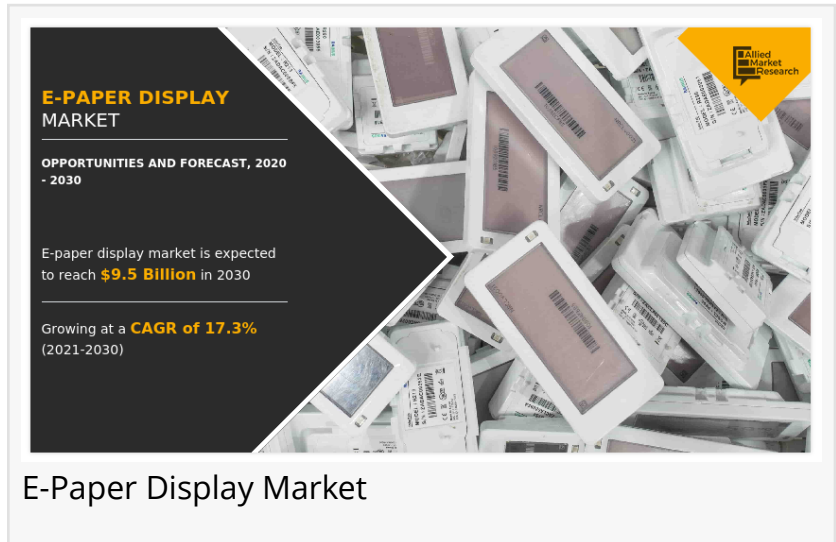 E-PAPER DISPLAY
MARKET
OPPORTUNITIES AND FORECAST, 2020
- 2030
E-paper display market is expected
to reach $9.5 Billion in 2030
Growing at a CAGR of 17.3%
(2021-2030)
Allied
Market
Research
E-Paper Display Market